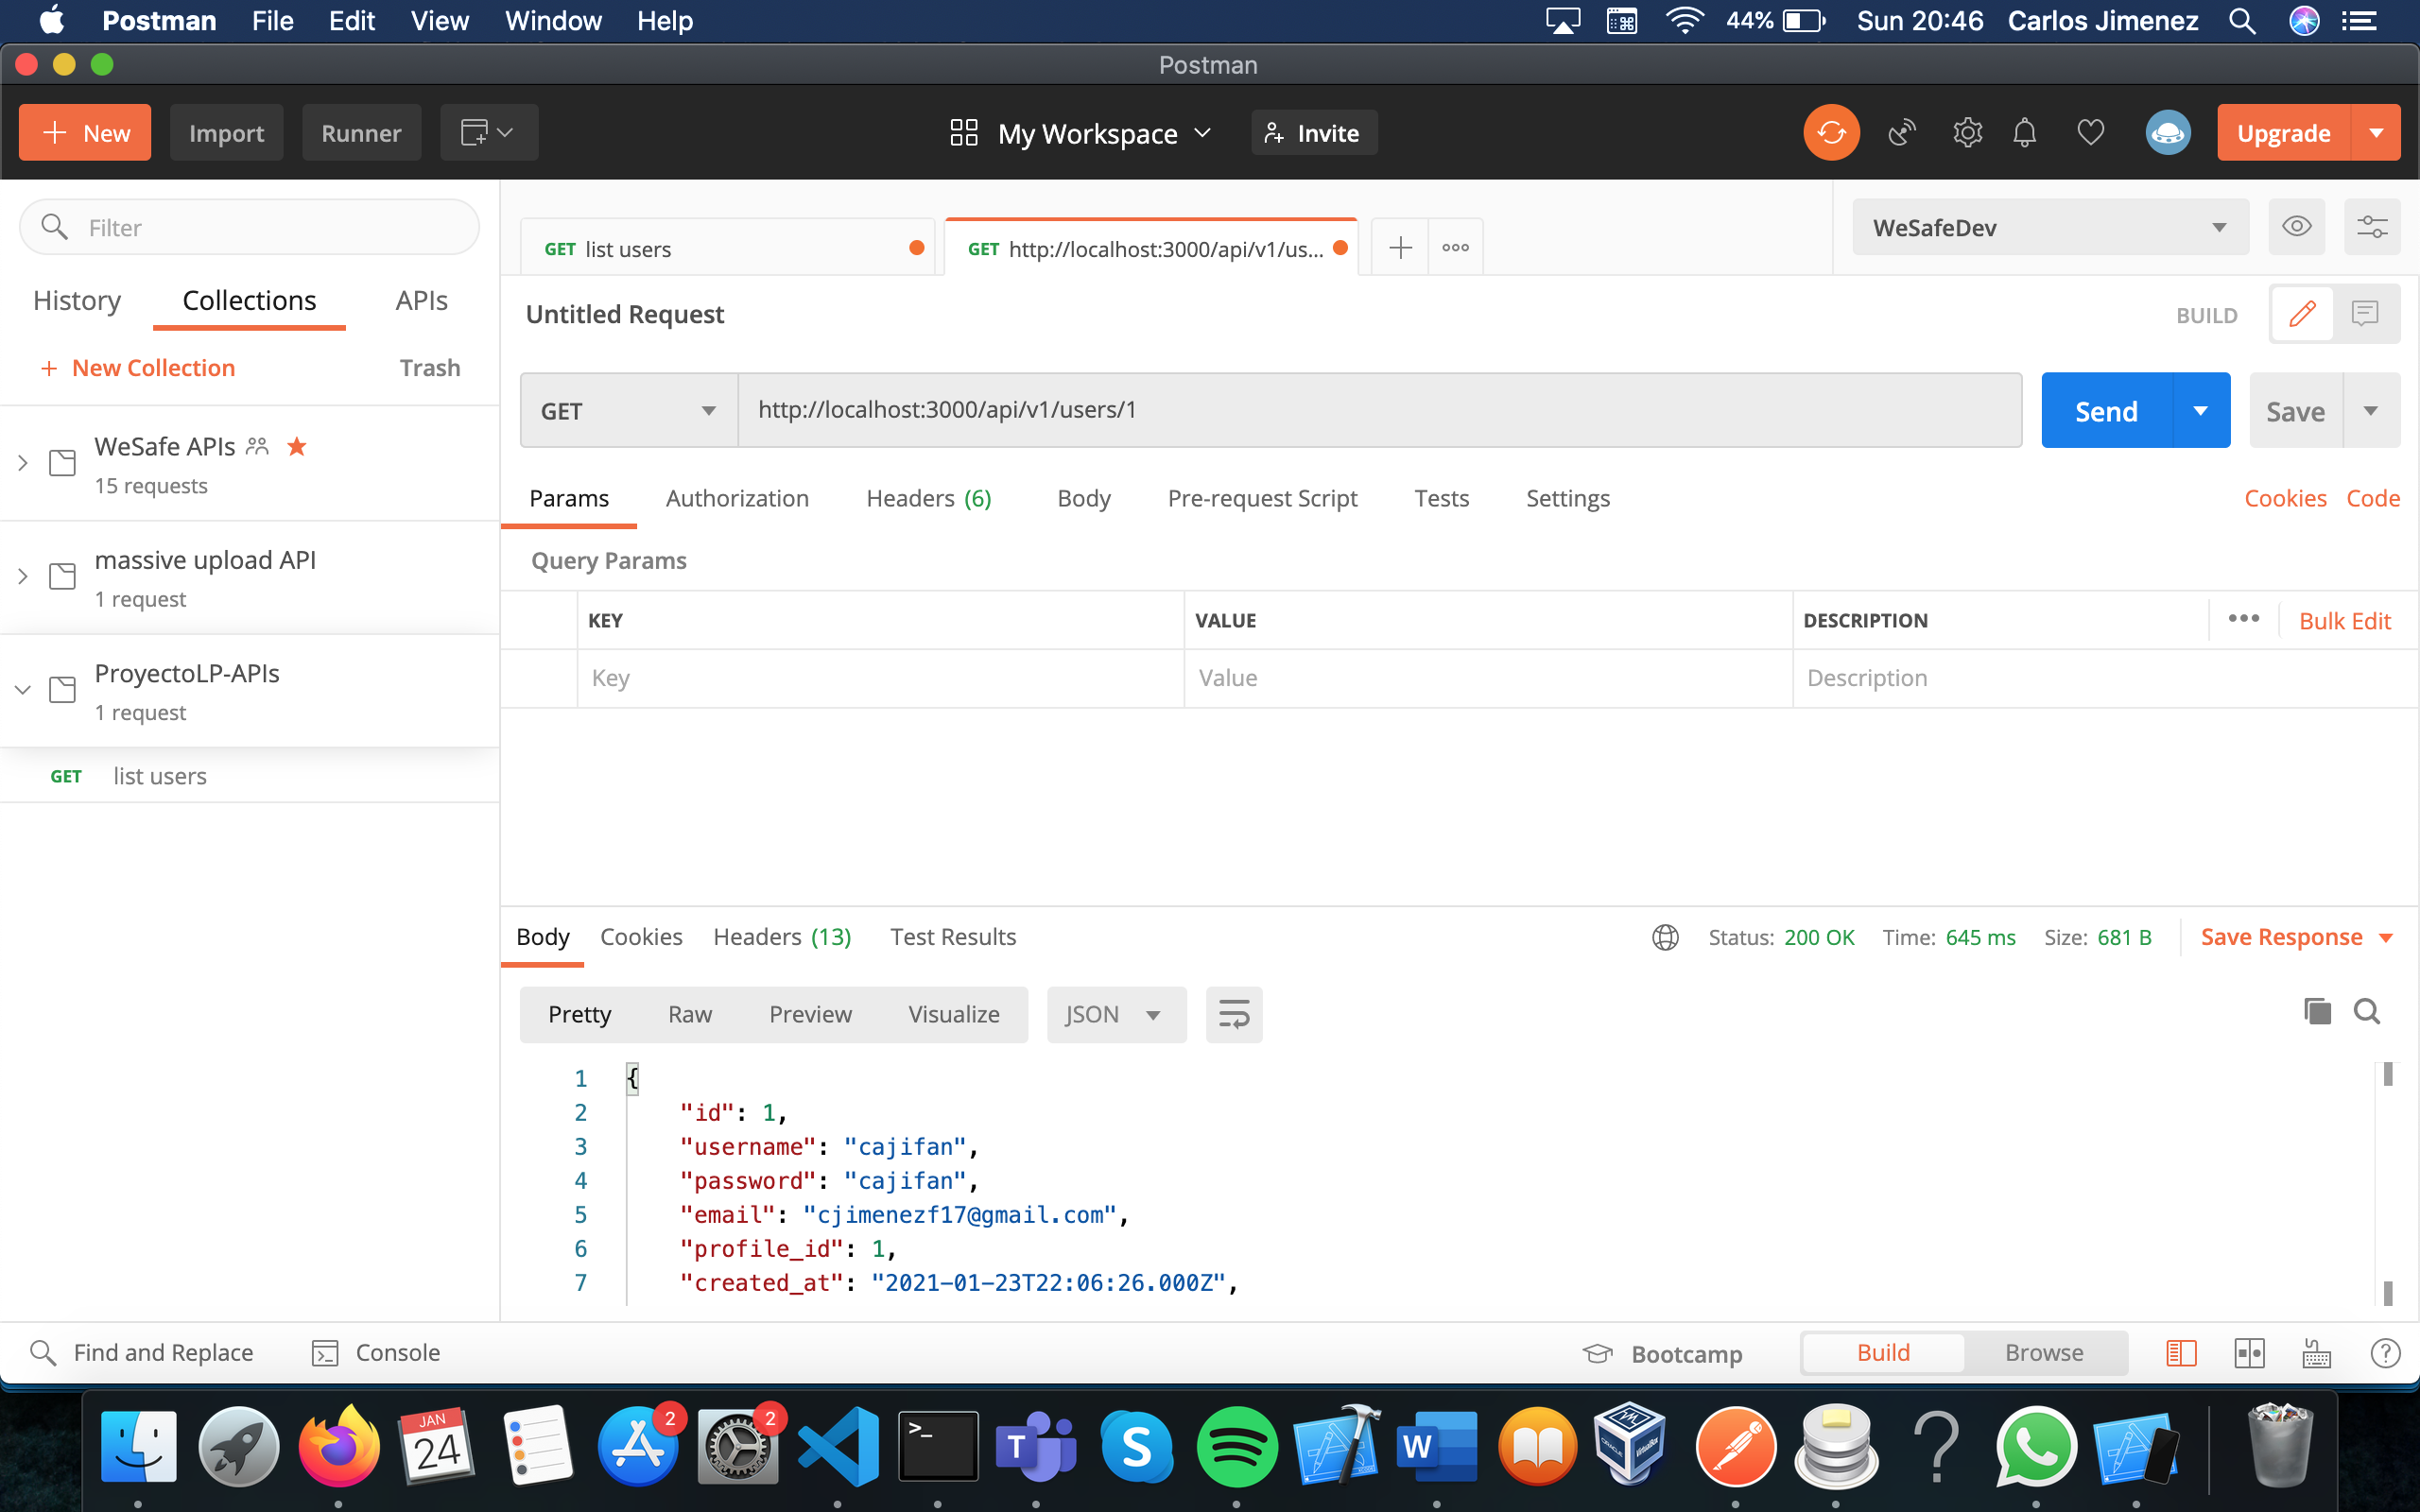 Postman File Edit View Window Help 44% Sun 20:46 Carlos Jimenez
Postman
New Import Runner My Workspace Invite Upgrade
Filter
GET list users GET http://localhost:3000/api/v1/us... WeSafeDev
History Collections APIs
Untitled Request BUILD
+ New Collection Trash
GET http://localhost:3000/api/v1/users/1 Send Save
WeSafe APIs
15 requests
Params Authorization Headers (6) Body Pre-request Script Tests Settings Cookies Code
massive upload API
1 request
Query Params
KEY VALUE DESCRIPTION Bulk Edit
Key Value Description
ProyectoLP-APIs
1 request
GET list users
Body Cookies Headers (13) Test Results Status: 200 OK Time: 645 ms Size: 681 B Save Response
Pretty Raw Preview Visualize JSON
1 {
2 "id": 1,
3 "username": "cajifan",
4 "password": "cajifan",
5 "email": "cjimenezf17@gmail.com",
6 "profile_id": 1,
7 "created_at": "2021-01-23T22:06:26.000Z",
Find and Replace Console Bootcamp Build Browse
JAN
24
2
2
>_
T
S
W
?